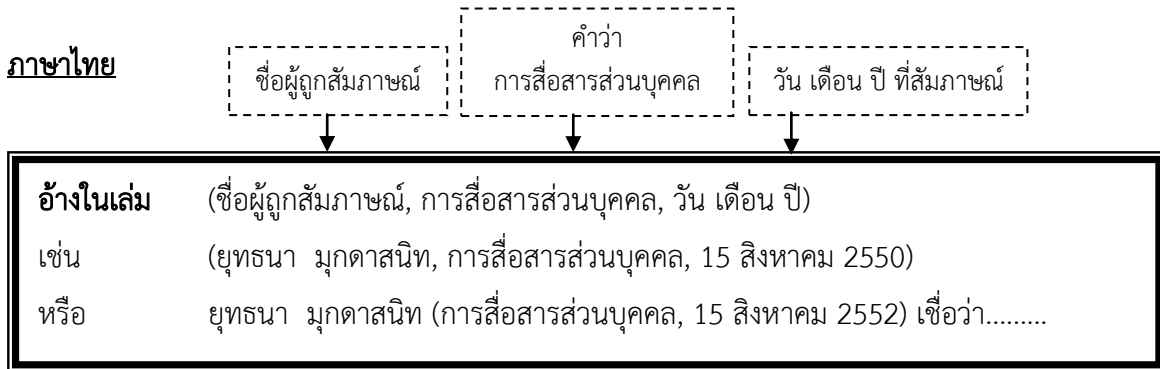 ภาษาไทย
ชื่อผู้ถูกสัมภาษณ์
คำว่า
การสื่อสารส่วนบุคคล
วัน เดือน ปี ที่สัมภาษณ์
อ้างในเล่ม (ชื่อผู้ถูกสัมภาษณ์, การสื่อสารส่วนบุคคล, วัน เดือน ปี)
เช่น (ยุทธนา มุกดาสนิท, การสื่อสารส่วนบุคคล, 15 สิงหาคม 2550)
หรือ ยุทธนา มุกดาสนิท (การสื่อสารส่วนบุคคล, 15 สิงหาคม 2552) เชื่อว่า.........